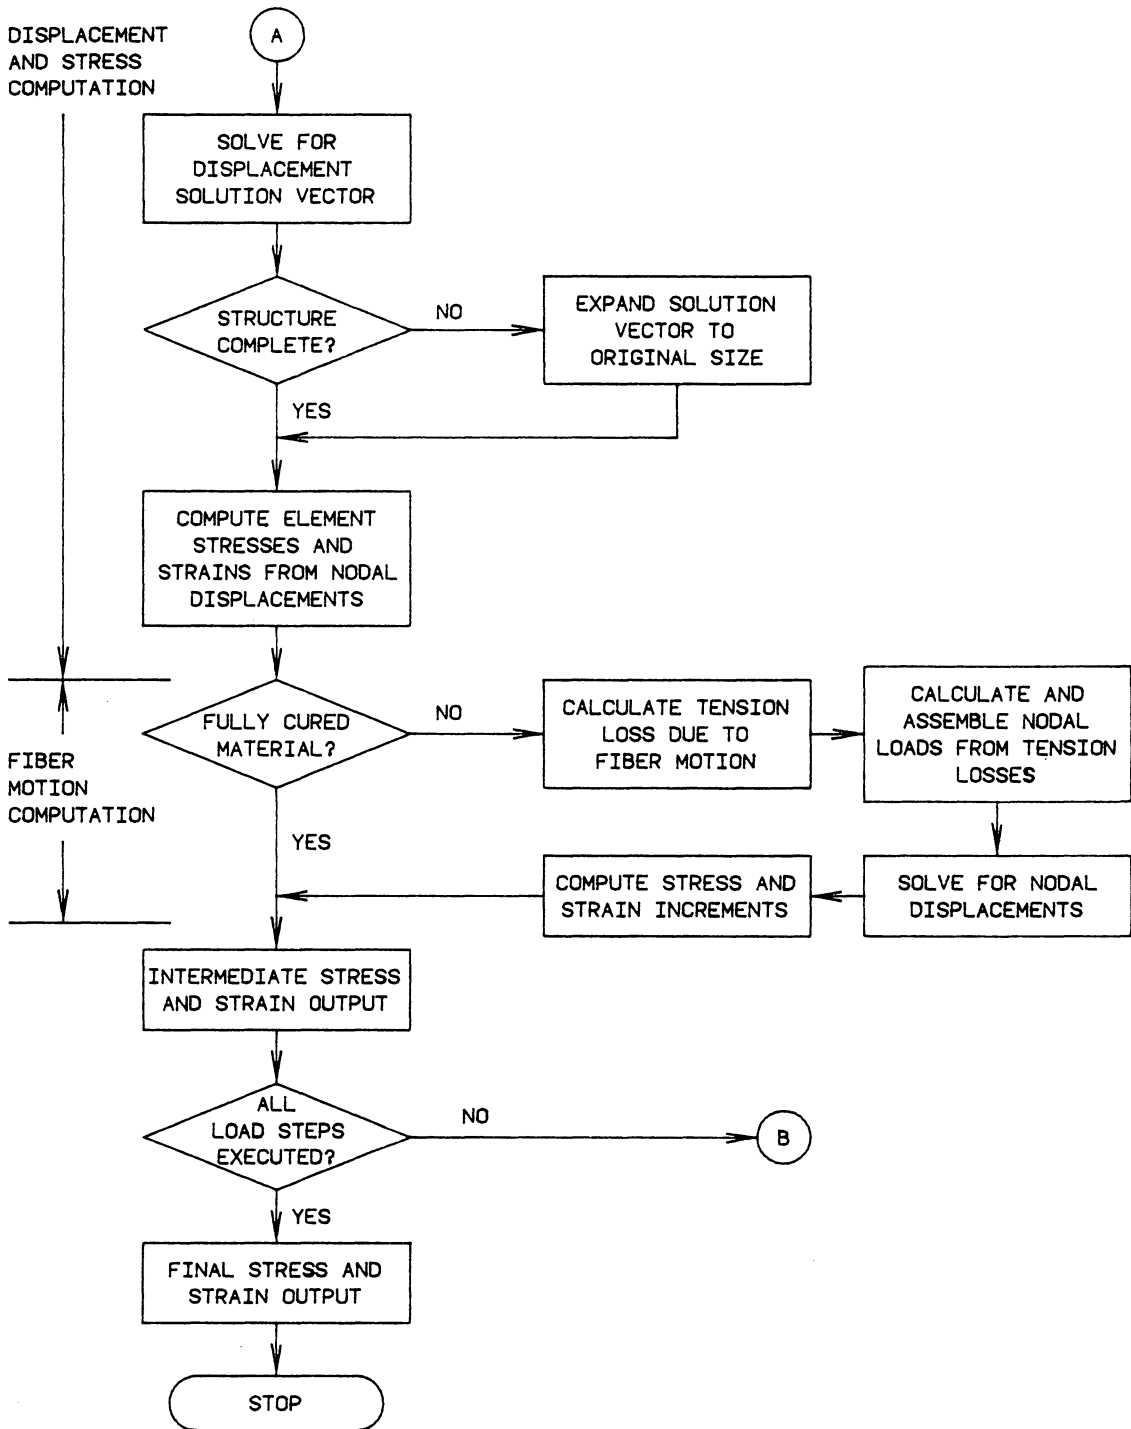 DISPLACEMENT
AND STRESS
COMPUTATION
A
SOLVE FOR
DISPLACEMENT
SOLUTION VECTOR
STRUCTURE
COMPLETE?
NO
EXPAND SOLUTION
VECTOR TO
ORIGINAL SIZE
YES
COMPUTE ELEMENT
STRESSES AND
STRAINS FROM NODAL
DISPLACEMENTS
FIBER
MOTION
COMPUTATION
FULLY CURED
MATERIAL?
NO
CALCULATE TENSION
LOSS DUE TO
FIBER MOTION
CALCULATE AND
ASSEMBLE NODAL
LOADS FROM TENSION
LOSSES
YES
COMPUTE STRESS AND
STRAIN INCREMENTS
SOLVE FOR NODAL
DISPLACEMENTS
INTERMEDIATE STRESS
AND STRAIN OUTPUT
ALL
LOAD STEPS
EXECUTED?
NO
B
YES
FINAL STRESS AND
STRAIN OUTPUT
STOP